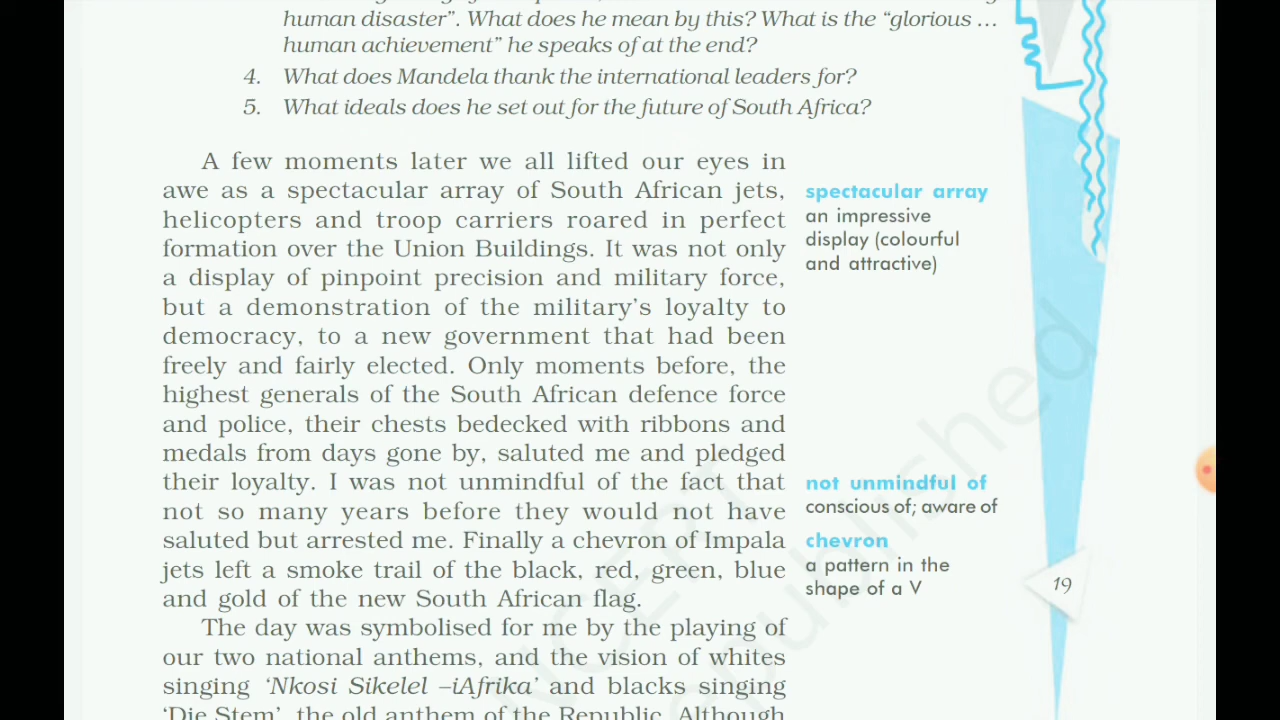 human disaster”. What does he mean by this? What is the “glorious ...
human achievement” he speaks of at the end?
4. What does Mandela thank the international leaders for?
5. What ideals does he set out for the future of South Africa?
A few moments later we all lifted our eyes in
awe as a spectacular array of South African jets,
helicopters and troop carriers roared in perfect
formation over the Union Buildings. It was not only
a display of pinpoint precision and military force,
but a demonstration of the military’s loyalty to
democracy, to a new government that had been
freely and fairly elected. Only moments before, the
highest generals of the South African defence force
and police, their chests bedecked with ribbons and
medals from days gone by, saluted me and pledged
their loyalty. I was not unmindful of the fact that
not so many years before they would not have
saluted but arrested me. Finally a chevron of Impala
jets left a smoke trail of the black, red, green, blue
and gold of the new South African flag.
The day was symbolised for me by the playing of
our two national anthems, and the vision of whites
singing ‘Nkosi Sikelel –iAfrika’ and blacks singing
‘Die Stem’, the old anthem of the Republic. Although
spectacular array
an impressive
display (colourful
and attractive)
not unmindful of
conscious of; aware of
chevron
a pattern in the
shape of a V
19
NCERT
republished